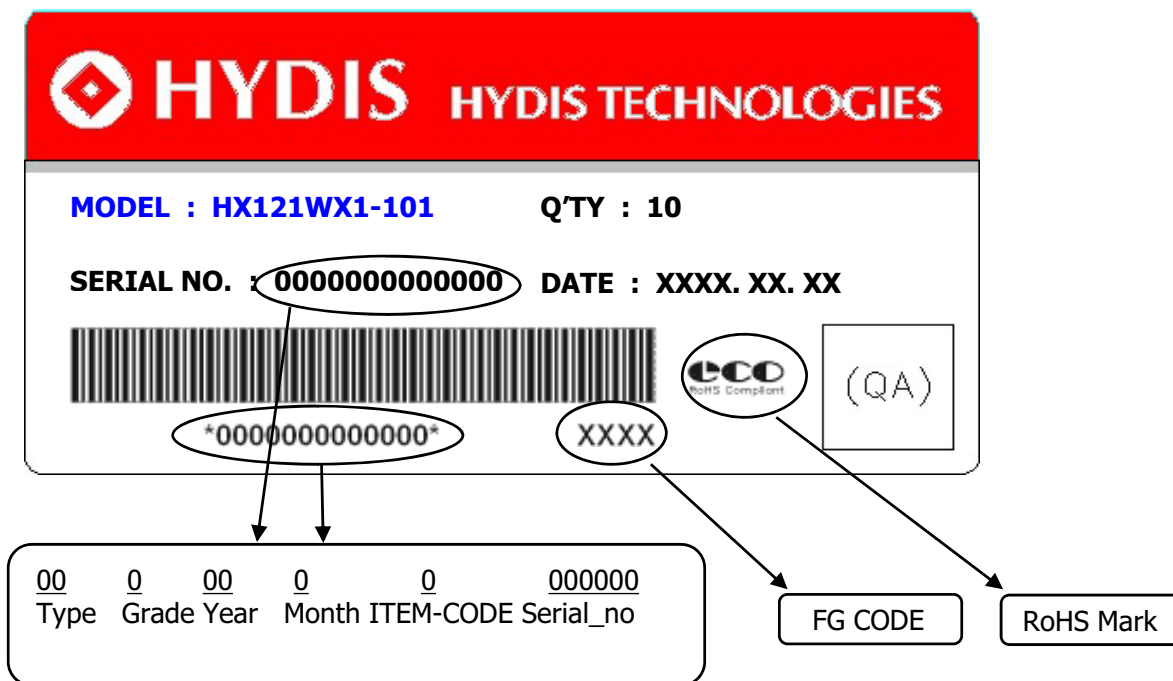 HYDIS HYDIS TECHNOLOGIES
MODEL : HX121WX1-101 Q'TY : 10
SERIAL NO. : 0000000000000 DATE : XXXX. XX. XX
eco
RoHS Compliant
(QA)
*0000000000000* XXXX
00 0 00 0 0 000000
Type Grade Year Month ITEM-CODE Serial_no
FG CODE
RoHS Mark